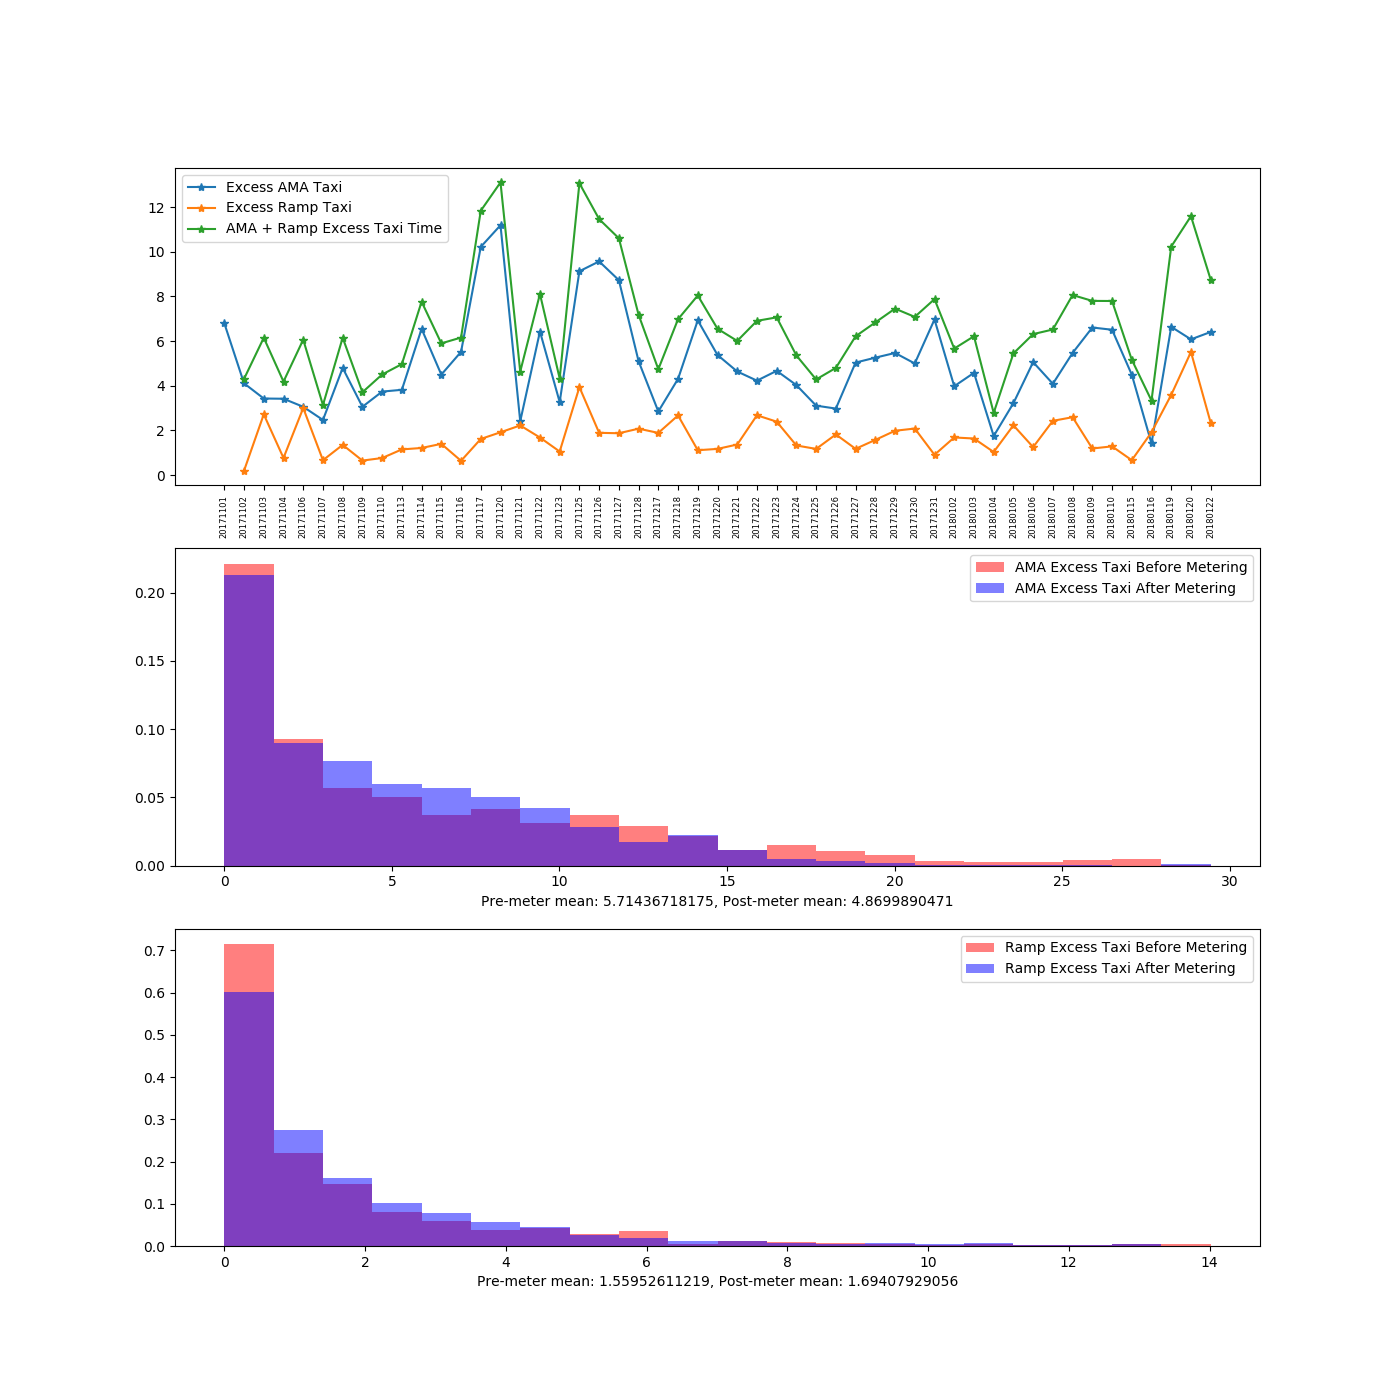 Excess AMA Taxi
Excess Ramp Taxi
AMA + Ramp Excess Taxi Time
12
10
8
6
4
2
0
20171101 20171102 20171103 20171104 20171106 20171107 20171108 20171109 20171110 20171113 20171114 20171115 20171116 20171117 20171120 20171121 20171122 20171123 20171125 20171126 20171127 20171128 20171217 20171218 20171219 20171220 20171221 20171222 20171223 20171224 20171225 20171226 20171227 20171228 20171229 20171230 20171231 20180102 20180103 20180104 20180105 20180106 20180107 20180108 20180109 20180110 20180115 20180116 20180119 20180120 20180122
AMA Excess Taxi Before Metering
AMA Excess Taxi After Metering
0.20
0.15
0.10
0.05
0.00
0 5 10 15 20 25 30
Pre-meter mean: 5.71436718175, Post-meter mean: 4.8699890471
Ramp Excess Taxi Before Metering
Ramp Excess Taxi After Metering
0.7
0.6
0.5
0.4
0.3
0.2
0.1
0.0
0 2 4 6 8 10 12 14
Pre-meter mean: 1.55952611219, Post-meter mean: 1.69407929056